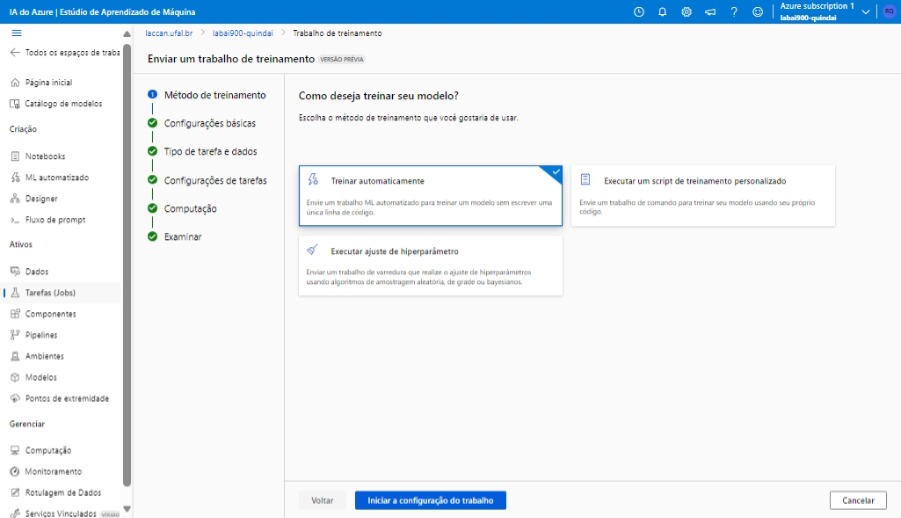 IA do Azure | Estúdio de Aprendizado de Máquina
Azure subscription 1
labai900-quindai
RQ
laccan.ufal.br > labai900-quindai > Trabalho de treinamento
Todos os espaços de traba
Enviar um trabalho de treinamento VERSÃO PRÉVIA
Página inicial
Catálogo de modelos
Criação
Notebooks
ML automatizado
Designer
Fluxo de prompt
Ativos
Dados
Tarefas (Jobs)
Componentes
Pipelines
Ambientes
Modelos
Pontos de extremidade
Gerenciar
Computação
Monitoramento
Rotulagem de Dados
Serviços Vinculados
1 Método de treinamento
Configurações básicas
Tipo de tarefa e dados
Configurações de tarefas
Computação
Examinar
Como deseja treinar seu modelo?
Escolha o método de treinamento que você gostaria de usar.
Treinar automaticamente
Envie um trabalho ML automatizado para treinar um modelo sem escrever uma
única linha de código.
Executar um script de treinamento personalizado
Envie um trabalho de comando para treinar seu modelo usando seu próprio
código.
Executar ajuste de hiperparâmetro
Enviar um trabalho de varredura que realize o ajuste de hiperparâmetros
usando algoritmos de amostragem aleatória, de grade ou bayesianos.
Voltar
Iniciar a configuração do trabalho
Cancelar